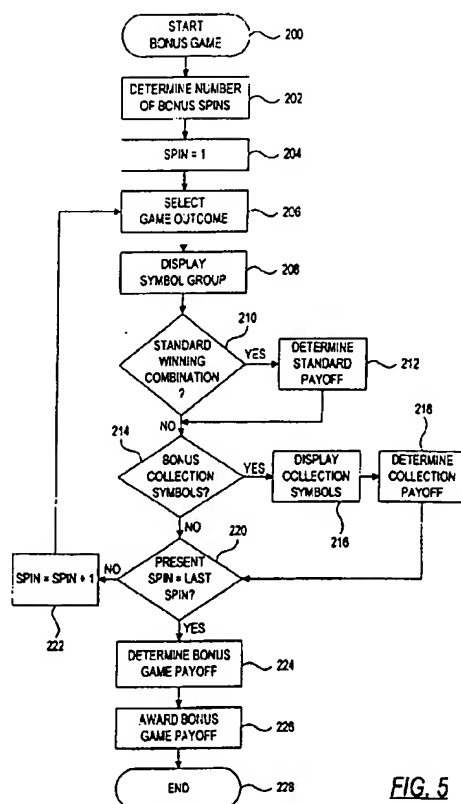 START
BONUS GAME
200
DETERMINE NUMBER
OF BONUS SPINS
202
SPIN = 1
204
SELECT
GAME OUTCOME
206
DISPLAY
SYMBOL GROUP
208
210
STANDARD
WINNING
COMBINATION
?
YES
DETERMINE
STANDARD
PAYOFF
212
NO
214
BONUS
COLLECTION
SYMBOLS?
YES
DISPLAY
COLLECTION
SYMBOLS
216
DETERMINE
COLLECTION
PAYOFF
218
NO
220
PRESENT
SPIN = LAST
SPIN?
NO
SPIN = SPIN + 1
222
YES
DETERMINE BONUS
GAME PAYOFF
224
AWARD BONUS
GAME PAYOFF
226
END
228
FIG. 5